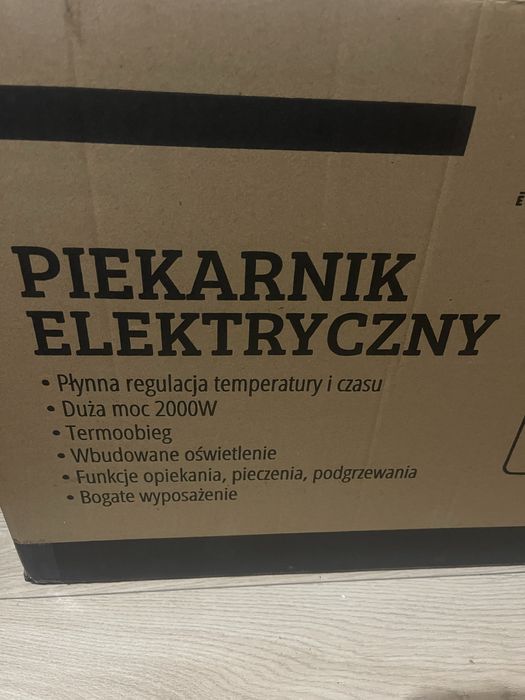 PIEKARNIK
ELEKTRYCZNY
• Płynna regulacja temperatury i czasu
• Duża moc 2000W
• Termoobieg
• Wbudowane oświetlenie
• Funkcje opiekania, pieczenia, podgrzewania
• Bogate wyposażenie